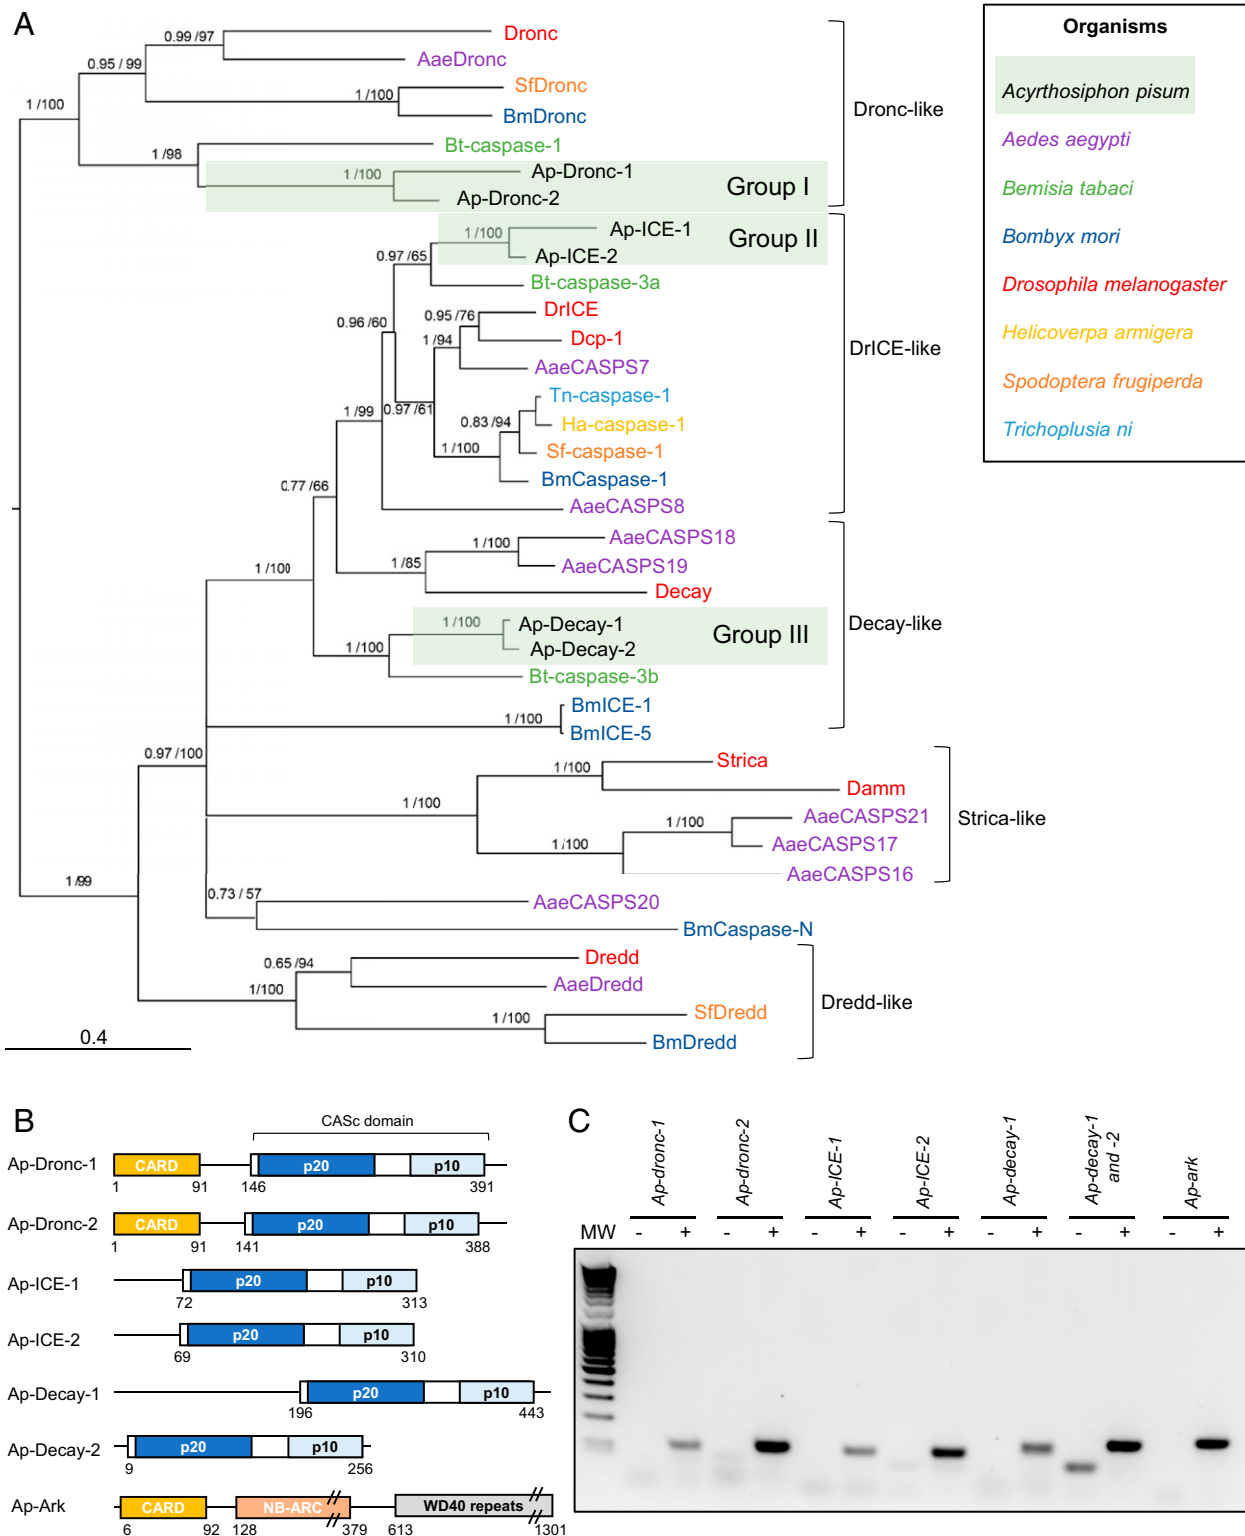 A
0.99 /97
Dronc
0.95 / 99
AaeDronc
SfDronc
1 /100
1 /100
BmDronc
Dronc-like
Bt-caspase-1
1 /98
Ap-Dronc-1
1 /100
Group I
Ap-Dronc-2
Ap-ICE-1
1 /100
Group II
Ap-ICE-2
0.97 /65
Bt-caspase-3a
DrICE
0.95 / 76
0.96 /60
Dcp-1
1 /94
DrICE-like
AaeCASPS7
Tn-caspase-1
0.97 /61
1 /99
0.83 / 94
Ha-caspase-1
1 /100
Sf-caspase-1
BmCaspase-1
0.77 /66
AaeCASPS8
AaeCASPS18
1 /100
1 /85
AaeCASPS19
1 /100
Decay
Ap-Decay-1
1 /100
Group III
Decay-like
Ap-Decay-2
1 /100
Bt-caspase-3b
BmICE-1
1 /100
BmICE-5
0.97 /100
Strica
1 /100
Damm
1 /100
AaeCASPS21
1 /100
Strica-like
AaeCASPS17
1 /100
AaeCASPS16
1 /99
0.73 / 57
AaeCASPS20
BmCaspase-N
Dredd
0.65 /94
1/100
AaeDredd
Dredd-like
SfDredd
1 /100
BmDredd
0.4
Organisms
Acyrthosiphon pisum
Aedes aegypti
Bemisia tabaci
Bombyx mori
Drosophila melanogaster
Helicoverpa armigera
Spodoptera frugiperda
Trichoplusia ni
B
CASc domain
Ap-Dronc-1 CARD p20 p10
1 91 146 391
Ap-Dronc-2 CARD p20 p10
1 91 141 388
Ap-ICE-1 p20 p10
72 313
Ap-ICE-2 p20 p10
69 310
Ap-Decay-1 p20 p10
196 443
Ap-Decay-2 p20 p10
9 256
Ap-Ark CARD NB-ARC WD40 repeats
6 92 128 379 613 1301
C
Ap-dronc-1
Ap-dronc-2
Ap-ICE-1
Ap-ICE-2
Ap-decay-1
Ap-decay-1
and -2
Ap-ark
MW - + - + - + - + - + - + - +